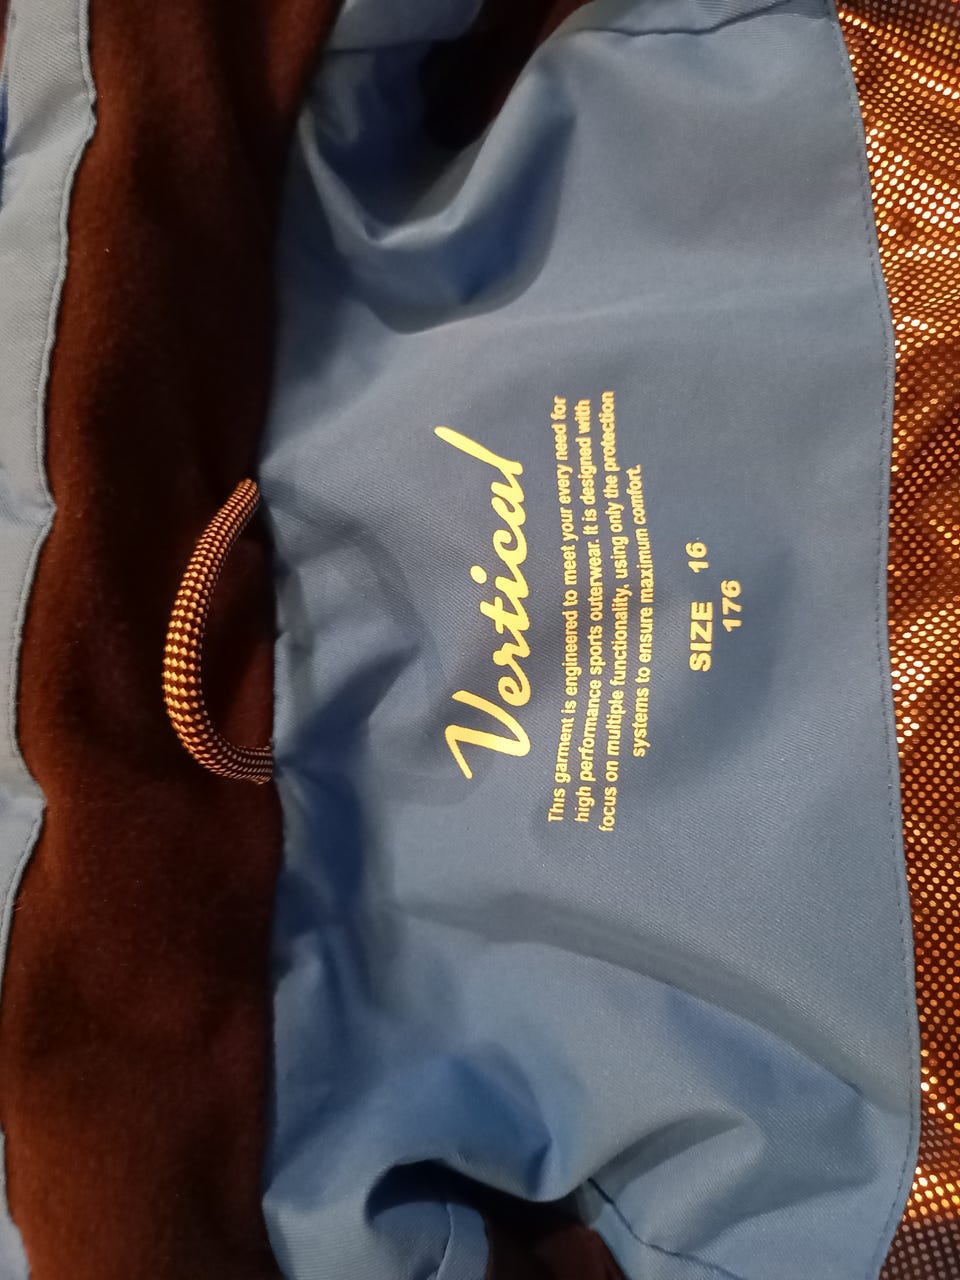 Vertical
This garment is engineered to meet your every need for
high performance sports outerwear. It is designed with
focus on multiple functionality, using only the protection
systems to ensure maximum comfort.
SIZE 16
176